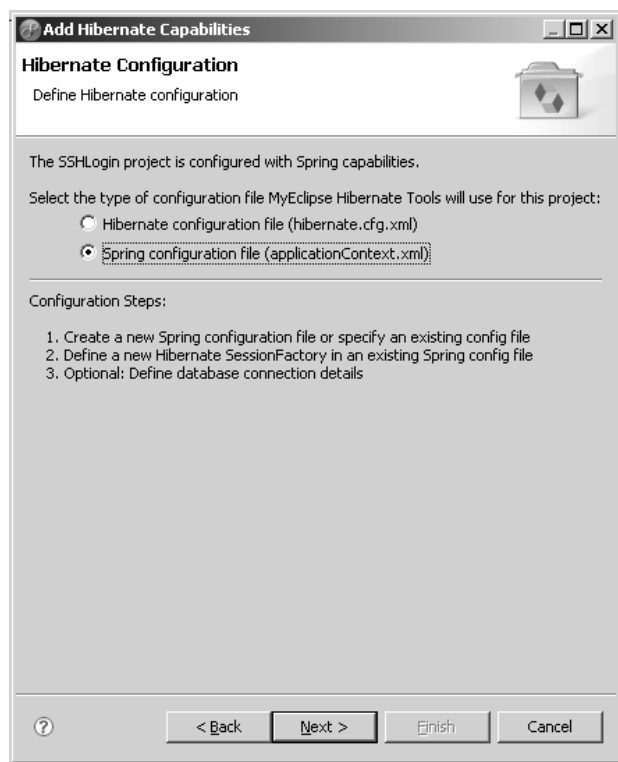 Add Hibernate Capabilities
Hibernate Configuration
Define Hibernate configuration
The SSHLogin project is configured with Spring capabilities.
Select the type of configuration file MyEclipse Hibernate Tools will use for this project:
Hibernate configuration file (hibernate.cfg.xml)
Spring configuration file (applicationContext.xml)
Configuration Steps:
1. Create a new Spring configuration file or specify an existing config file
2. Define a new Hibernate SessionFactory in an existing Spring config file
3. Optional: Define database connection details
? < Back Next > Finish Cancel